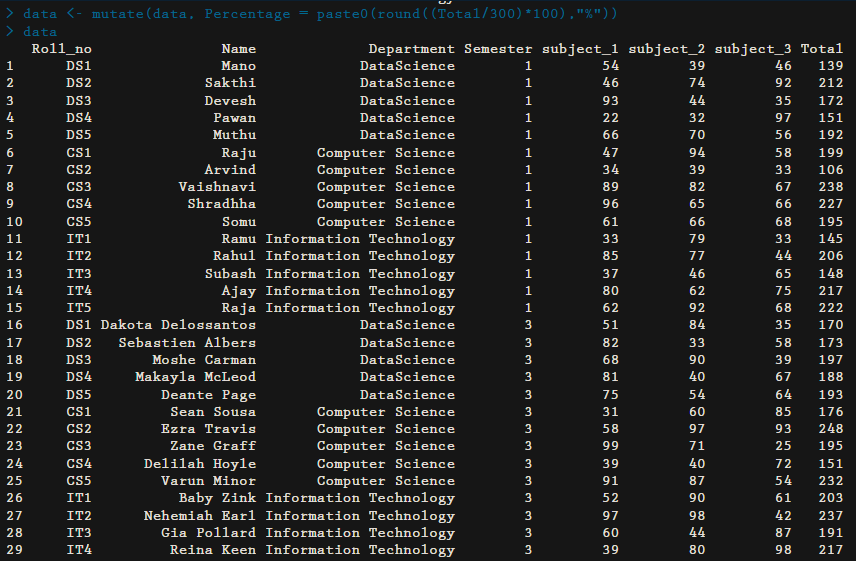 > data <- mutate(data, Percentage = paste0(round((Total/300)*100),"%"))
> data
Roll_no Name Department Semester subject_1 subject_2 subject_3 Total
1 DS1 Mano DataScience 1 54 39 46 139
2 DS2 Sakthi DataScience 1 46 74 92 212
3 DS3 Devesh DataScience 1 93 44 35 172
4 DS4 Pawan DataScience 1 22 32 97 151
5 DS5 Muthu DataScience 1 66 70 56 192
6 CS1 Raju Computer Science 1 47 94 58 199
7 CS2 Arvind Computer Science 1 34 39 33 106
8 CS3 Vaishnavi Computer Science 1 89 82 67 238
9 CS4 Shradhha Computer Science 1 96 65 66 227
10 CS5 Somu Computer Science 1 61 66 68 195
11 IT1 Ramu Information Technology 1 33 79 33 145
12 IT2 Rahul Information Technology 1 85 77 44 206
13 IT3 Subash Information Technology 1 37 46 65 148
14 IT4 Ajay Information Technology 1 80 62 75 217
15 IT5 Raja Information Technology 1 62 92 68 222
16 DS1 Dakota Delossantos DataScience 3 51 84 35 170
17 DS2 Sebastien Albers DataScience 3 82 33 58 173
18 DS3 Moshe Carman DataScience 3 68 90 39 197
19 DS4 Makayla McLeod DataScience 3 81 40 67 188
20 DS5 Deante Page DataScience 3 75 54 64 193
21 CS1 Sean Sousa Computer Science 3 31 60 85 176
22 CS2 Ezra Travis Computer Science 3 58 97 93 248
23 CS3 Zane Graff Computer Science 3 99 71 25 195
24 CS4 Delilah Hoyle Computer Science 3 39 40 72 151
25 CS5 Varun Minor Computer Science 3 91 87 54 232
26 IT1 Baby Zink Information Technology 3 52 90 61 203
27 IT2 Nehemiah Earl Information Technology 3 97 98 42 237
28 IT3 Gia Pollard Information Technology 3 60 44 87 191
29 IT4 Reina Keen Information Technology 3 39 80 98 217